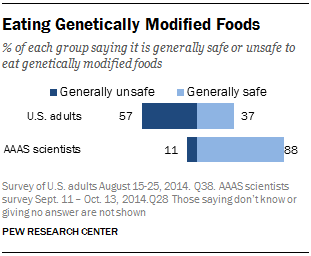 Eating Genetically Modified Foods
% of each group saying it is generally safe or unsafe to
eat genetically modified foods
Generally unsafe Generally safe
U.S. adults 57 37
AAAS scientists 11 88
Survey of U.S. adults August 15-25, 2014. Q38. AAAS scientists
survey Sept. 11 – Oct. 13, 2014.Q28 Those saying don't know or
giving no answer are not shown
PEW RESEARCH CENTER